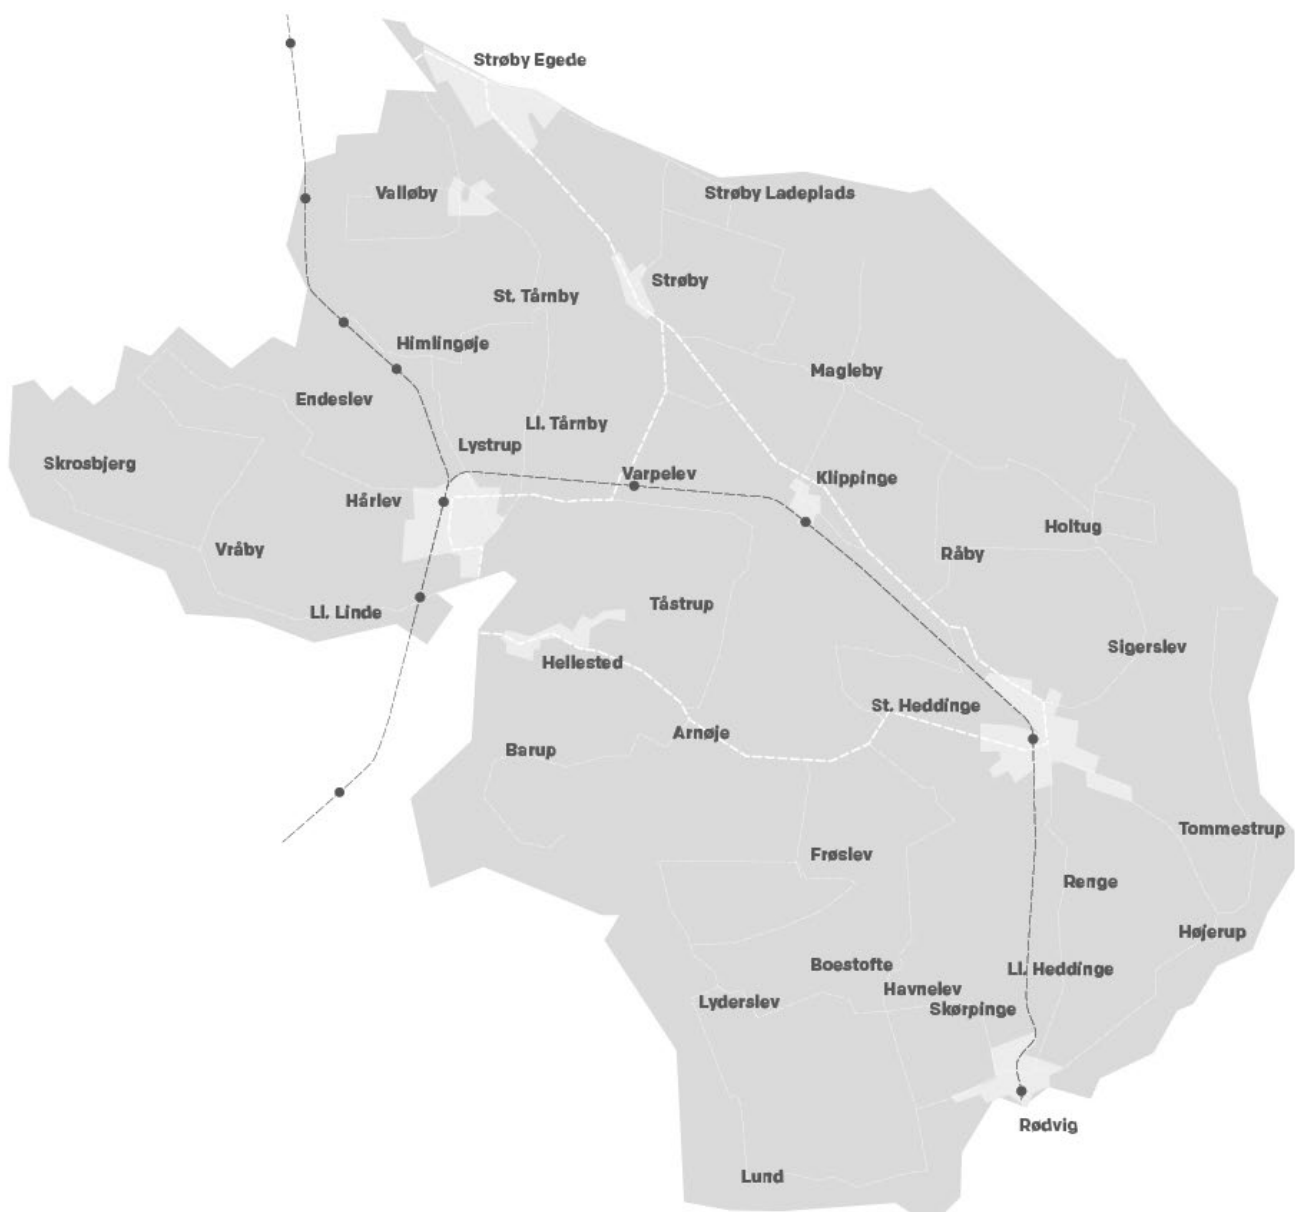 Strøby Egede
Valløby
Strøby Ladeplads
Strøby
St. Tårnby
Himlingøje
Magleby
Endeslev
Ll. Tårnby
Lystrup
Skrosbjerg
Varpelev
Klippinge
Hårlev
Holtug
Vråby
Råby
Tåstrup
Ll. Linde
Sigerslev
Hellested
St. Heddinge
Arnøje
Barup
Tommestrup
Frøslev
Renge
Højerup
Boestofte
Ll. Heddinge
Havnelev
Lyderslev
Skørpinge
Rødvig
Lund